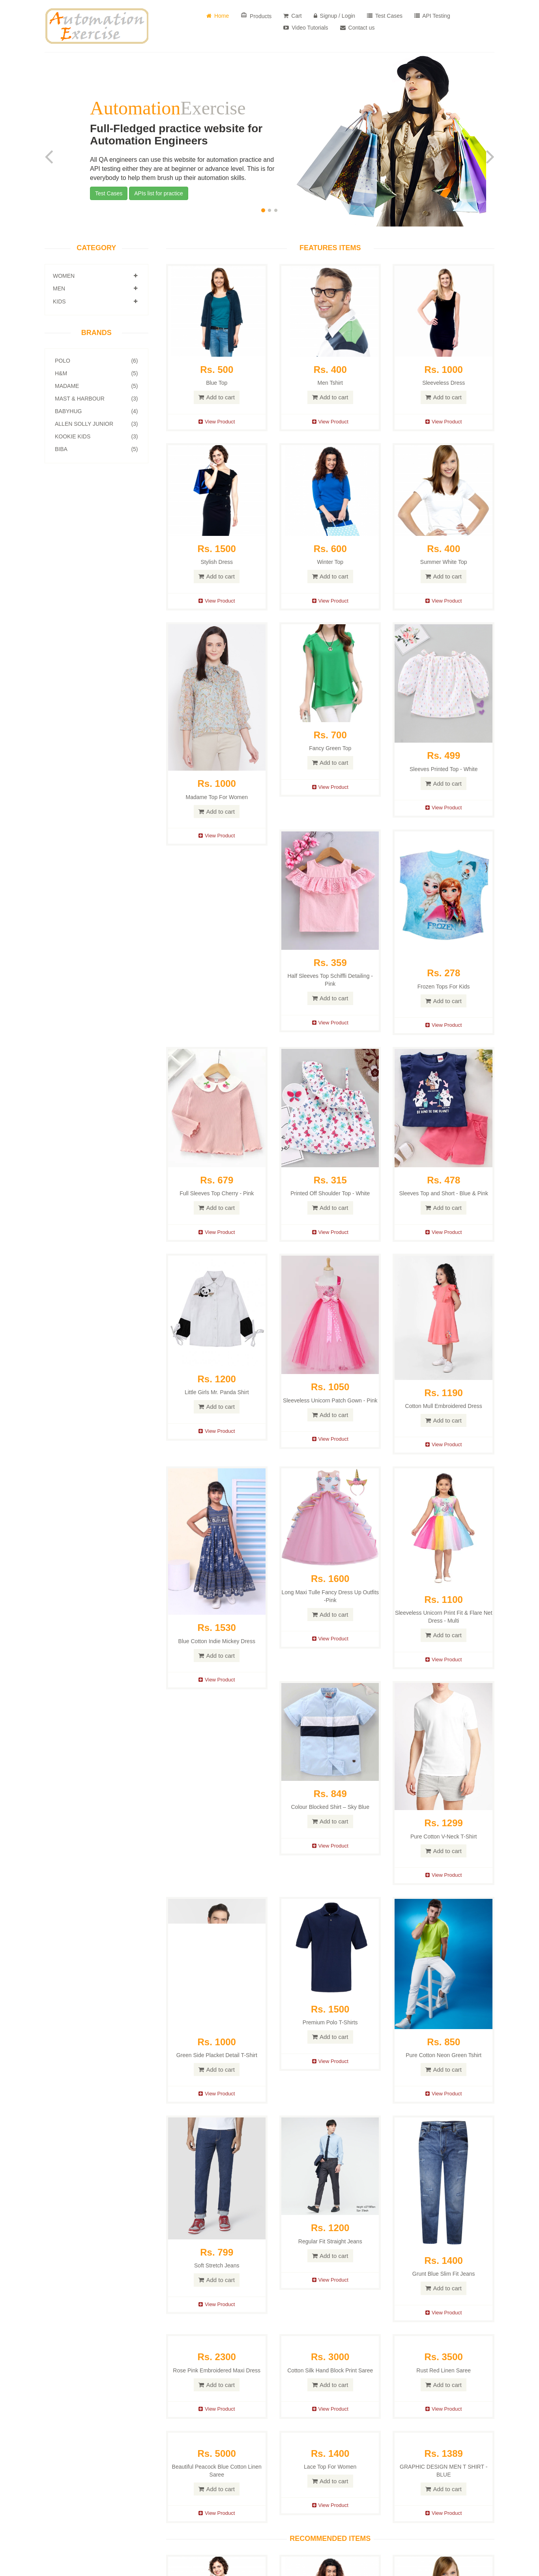 Automation
Exercise
Home
Products
Cart
Signup / Login
Test Cases
API Testing
Video Tutorials
Contact us
AutomationExercise
Full-Fledged practice website for
Automation Engineers
All QA engineers can use this website for automation practice and
API testing either they are at beginner or advance level. This is for
everybody to help them brush up their automation skills.
Test Cases
APIs list for practice
CATEGORY
WOMEN
MEN
KIDS
BRANDS
POLO (6)
H&M (5)
MADAME (5)
MAST & HARBOUR (3)
BABYHUG (4)
ALLEN SOLLY JUNIOR (3)
KOOKIE KIDS (3)
BIBA (5)
FEATURES ITEMS
Rs. 500
Blue Top
Add to cart
View Product
Rs. 400
Men Tshirt
Add to cart
View Product
Rs. 1000
Sleeveless Dress
Add to cart
View Product
Rs. 1500
Stylish Dress
Add to cart
View Product
Rs. 600
Winter Top
Add to cart
View Product
Rs. 400
Summer White Top
Add to cart
View Product
Rs. 1000
Madame Top For Women
Add to cart
View Product
Rs. 700
Fancy Green Top
Add to cart
View Product
Rs. 499
Sleeves Printed Top - White
Add to cart
View Product
Rs. 359
Half Sleeves Top Schiffli Detailing -
Pink
Add to cart
View Product
FROZEN
Rs. 278
Frozen Tops For Kids
Add to cart
View Product
Rs. 679
Full Sleeves Top Cherry - Pink
Add to cart
View Product
Rs. 315
Printed Off Shoulder Top - White
Add to cart
View Product
Rs. 478
Sleeves Top and Short - Blue & Pink
Add to cart
View Product
Rs. 1200
Little Girls Mr. Panda Shirt
Add to cart
View Product
Rs. 1050
Sleeveless Unicorn Patch Gown - Pink
Add to cart
View Product
Rs. 1190
Cotton Mull Embroidered Dress
Add to cart
View Product
Rs. 1530
Blue Cotton Indie Mickey Dress
Add to cart
View Product
Rs. 1600
Long Maxi Tulle Fancy Dress Up Outfits
-Pink
Add to cart
View Product
Rs. 1100
Sleeveless Unicorn Print Fit & Flare Net
Dress - Multi
Add to cart
View Product
Rs. 849
Colour Blocked Shirt – Sky Blue
Add to cart
View Product
Rs. 1299
Pure Cotton V-Neck T-Shirt
Add to cart
View Product
Rs. 1000
Green Side Placket Detail T-Shirt
Add to cart
View Product
Rs. 1500
Premium Polo T-Shirts
Add to cart
View Product
Rs. 850
Pure Cotton Neon Green Tshirt
Add to cart
View Product
Rs. 799
Soft Stretch Jeans
Add to cart
View Product
Rs. 1200
Regular Fit Straight Jeans
Add to cart
View Product
Rs. 1400
Grunt Blue Slim Fit Jeans
Add to cart
View Product
Rs. 2300
Rose Pink Embroidered Maxi Dress
Add to cart
View Product
Rs. 3000
Cotton Silk Hand Block Print Saree
Add to cart
View Product
Rs. 3500
Rust Red Linen Saree
Add to cart
View Product
Rs. 5000
Beautiful Peacock Blue Cotton Linen
Saree
Add to cart
View Product
Rs. 1400
Lace Top For Women
Add to cart
View Product
Rs. 1389
GRAPHIC DESIGN MEN T SHIRT -
BLUE
Add to cart
View Product
RECOMMENDED ITEMS